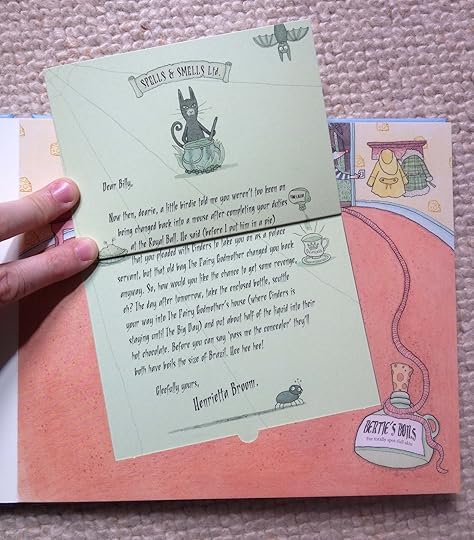 SPELLS & SMELLS Ltd.
Dear Billy,
Now then, dearie, a little birdie told me you weren't too keen on
being changed back into a mouse after completing your duties
at the Royal Ball. He said (before I put him in a pie)
that you pleaded with Cinders to take you on as a palace
servant, but that old bag The Fairy Godmother changed you back
anyway. So, how would you like the chance to get some revenge,
eh? The day after tomorrow, take the enclosed bottle, scuttle
your way into The Fairy Godmother's house (where Cinders is
staying until The Big Day) and put about half of the liquid into their
hot chocolate. Before you can say 'pass me the concealer' they'll
both have boils the size of Brazil. Hee hee hee!
Gleefully yours,
Henrietta Broom.
BERTIE'S BOILS
For totally spot-full skin